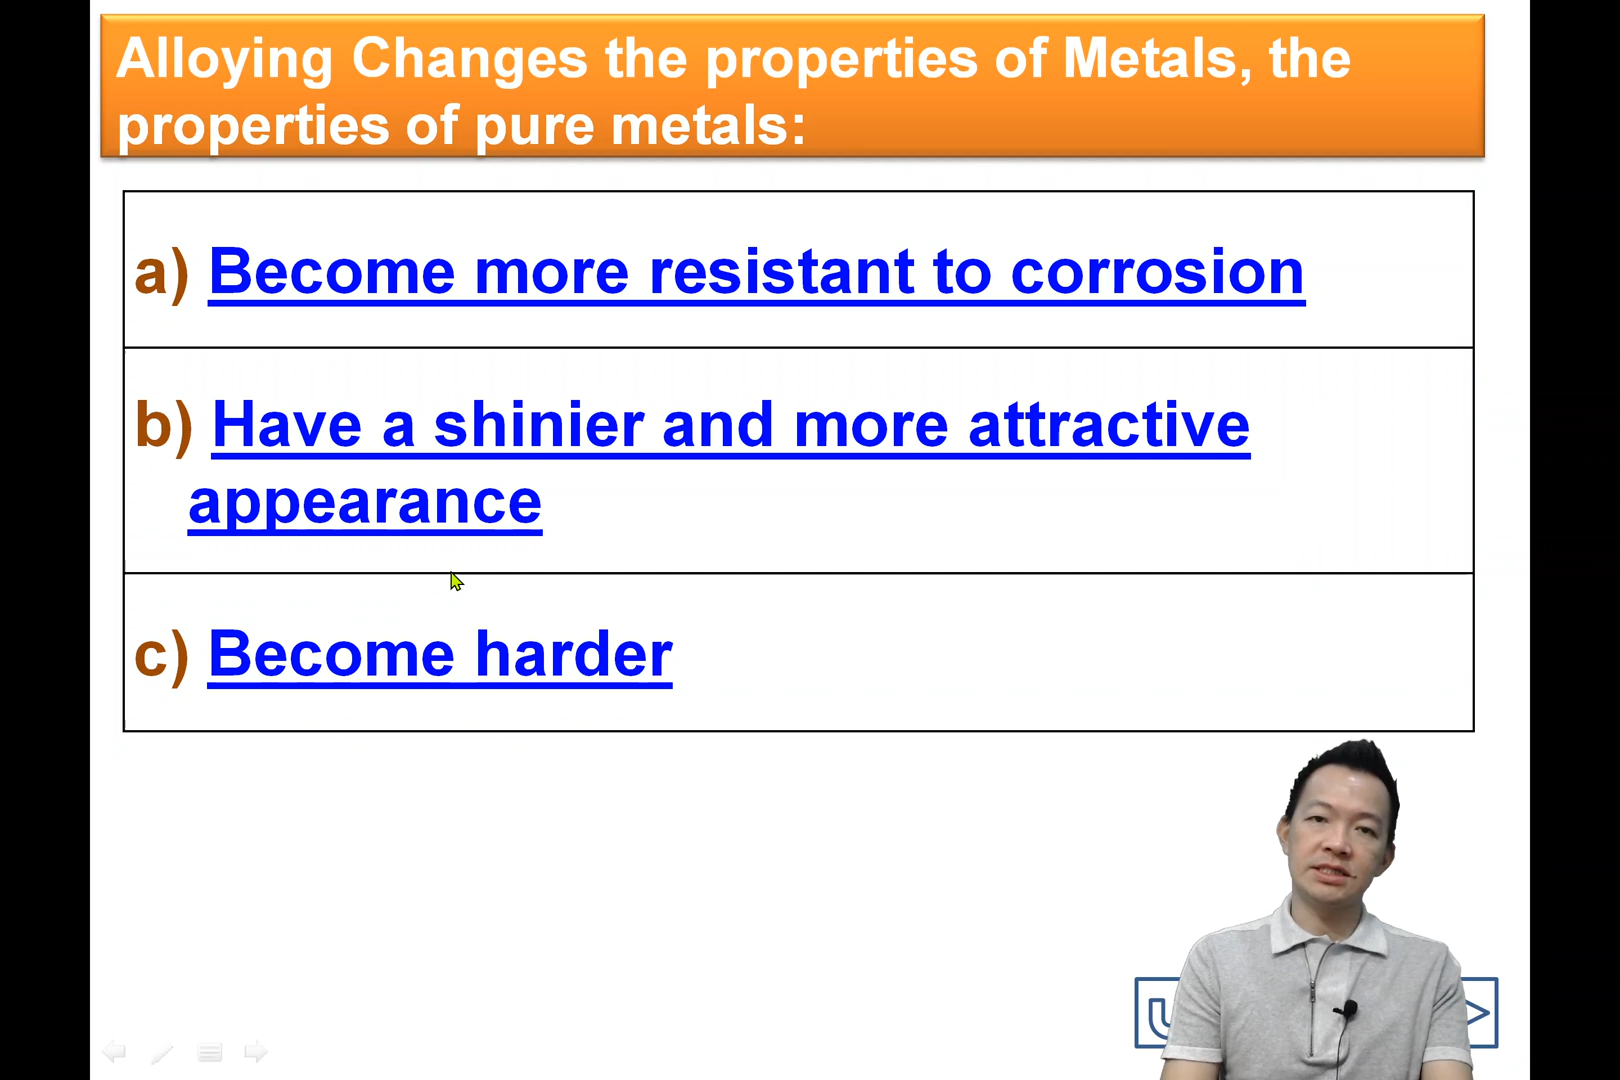 Alloying Changes the properties of Metals, the
properties of pure metals:
a) Become more resistant to corrosion
b) Have a shinier and more attractive
appearance
c) Become harder